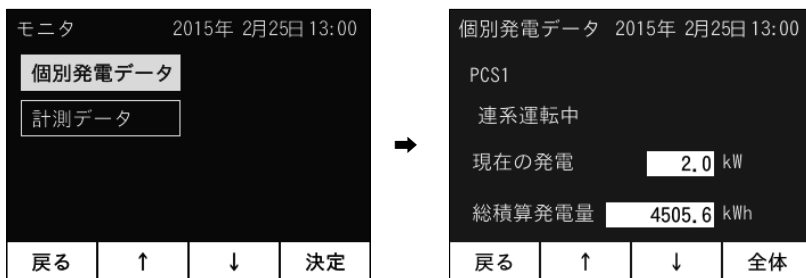 モニタ 2015年 2月25日 13:00
個別発電データ
計測データ
戻る ↑ ↓ 決定
➡
個別発電データ 2015年 2月25日 13:00
PCS1
連系運転中
現在の発電 2.0 kW
総積算発電量 4505.6 kWh
戻る ↑ ↓ 全体